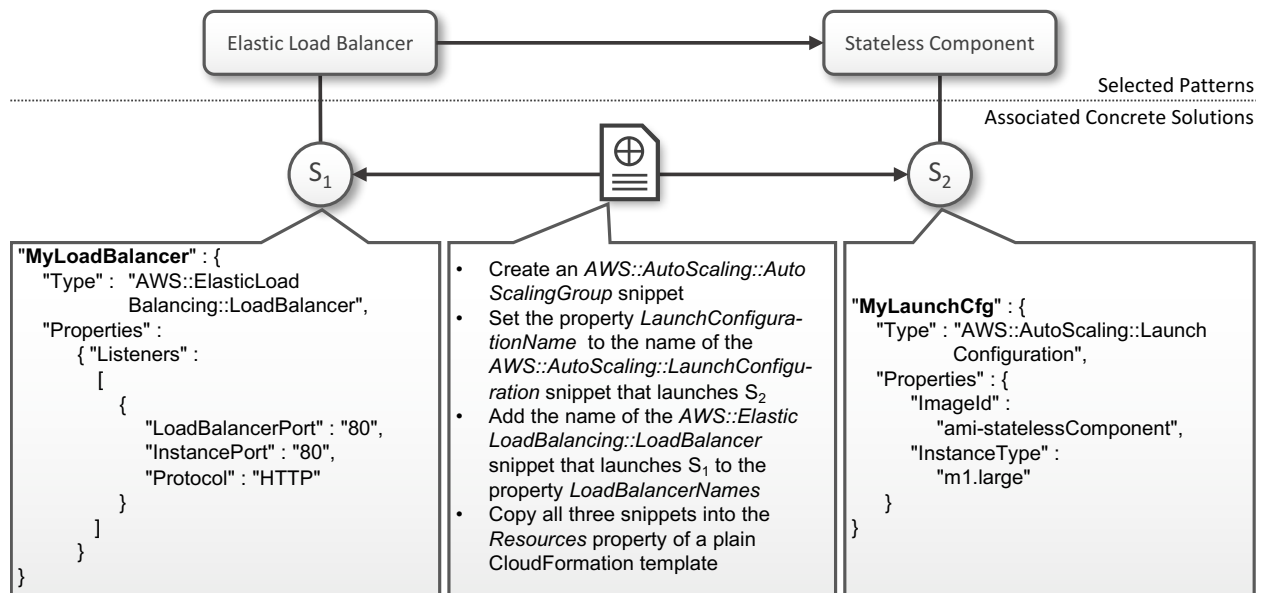 Elastic Load Balancer
Stateless Component
Selected Patterns
Associated Concrete Solutions
S1
S2
"MyLoadBalancer" : {
"Type" : "AWS::ElasticLoad
Balancing::LoadBalancer",
"Properties" :
{ "Listeners" :
[
{
"LoadBalancerPort" : "80",
"InstancePort" : "80",
"Protocol" : "HTTP"
}
]
}
}
• Create an AWS::AutoScaling::Auto
ScalingGroup snippet
• Set the property LaunchConfigura-
tionName to the name of the
AWS::AutoScaling::LaunchConfigu-
ration snippet that launches S2
• Add the name of the AWS::Elastic
LoadBalancing::LoadBalancer
snippet that launches S1 to the
property LoadBalancerNames
• Copy all three snippets into the
Resources property of a plain
CloudFormation template
"MyLaunchCfg" : {
"Type" : "AWS::AutoScaling::Launch
Configuration",
"Properties" : {
"ImageId" :
"ami-statelessComponent",
"InstanceType" :
"m1.large"
}
}